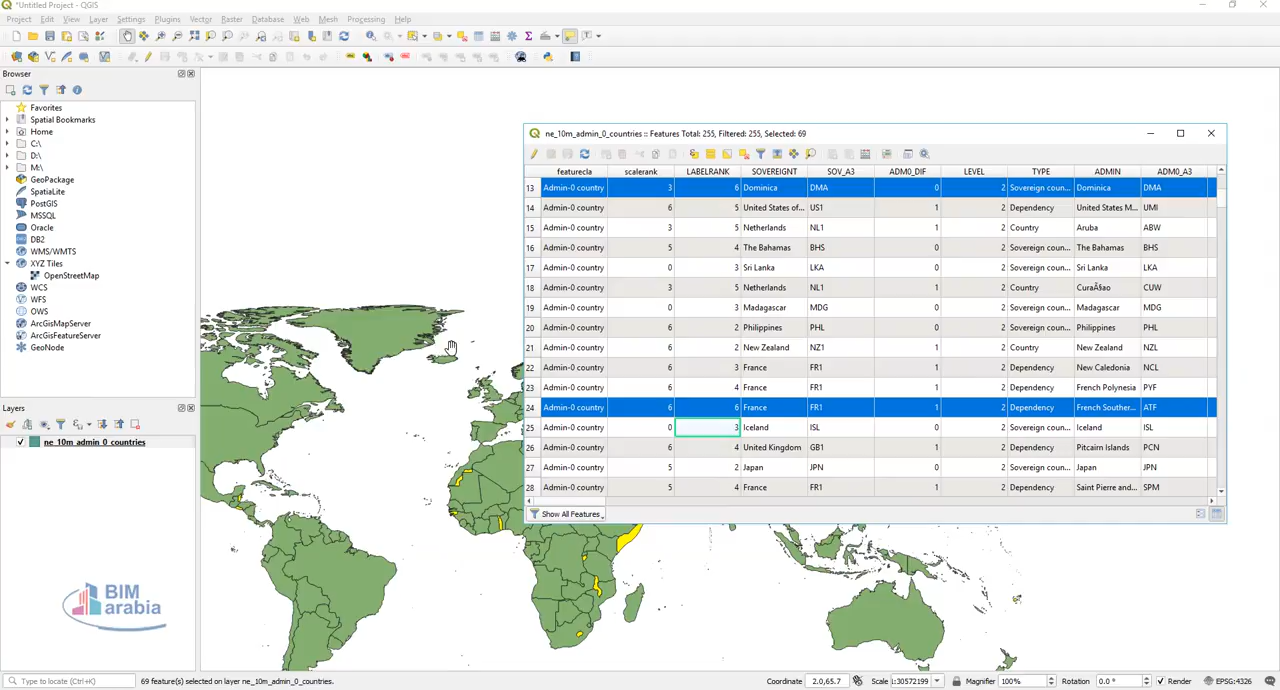 *Untitled Project - QGIS
Project Edit View Layer Settings Plugins Vector Raster Database Web Mesh Processing Help
Browser
Favorites
Spatial Bookmarks
Home
C:\
D:\
M:\
GeoPackage
SpatiaLite
PostGIS
MSSQL
Oracle
DB2
WMS/WMTS
XYZ Tiles
OpenStreetMap
WCS
WFS
OWS
ArcGisMapServer
ArcGisFeatureServer
GeoNode
Layers
ne_10m_admin_0_countries
BIM
arabia
ne_10m_admin_0_countries :: Features Total: 255, Filtered: 255, Selected: 69
featurecla scalerank LABELRANK SOVEREIGNT SOV_A3 ADM0_DIF LEVEL TYPE ADMIN ADM0_A3
13 Admin-0 country 3 6 Dominica DMA 0 2 Sovereign coun... Dominica DMA
14 Admin-0 country 6 5 United States of... US1 1 2 Dependency United States M... UMI
15 Admin-0 country 3 5 Netherlands NL1 1 2 Country Aruba ABW
16 Admin-0 country 5 4 The Bahamas BHS 0 2 Sovereign coun... The Bahamas BHS
17 Admin-0 country 0 3 Sri Lanka LKA 0 2 Sovereign coun... Sri Lanka LKA
18 Admin-0 country 3 5 Netherlands NL1 1 2 Country CuraÃ§ao CUW
19 Admin-0 country 0 3 Madagascar MDG 0 2 Sovereign coun... Madagascar MDG
20 Admin-0 country 6 2 Philippines PHL 0 2 Sovereign coun... Philippines PHL
21 Admin-0 country 6 2 New Zealand NZ1 1 2 Country New Zealand NZL
22 Admin-0 country 6 3 France FR1 1 2 Dependency New Caledonia NCL
23 Admin-0 country 6 4 France FR1 1 2 Dependency French Polynesia PYF
24 Admin-0 country 6 6 France FR1 1 2 Dependency French Souther... ATF
25 Admin-0 country 0 3 Iceland ISL 0 2 Sovereign coun... Iceland ISL
26 Admin-0 country 6 4 United Kingdom GB1 1 2 Dependency Pitcairn Islands PCN
27 Admin-0 country 5 2 Japan JPN 0 2 Sovereign coun... Japan JPN
28 Admin-0 country 5 4 France FR1 1 2 Dependency Saint Pierre and... SPM
Show All Features
Type to locate (Ctrl+K) 69 feature(s) selected on layer ne_10m_admin_0_countries. Coordinate 2.0,65.7 Scale 1:30572199 Magnifier 100% Rotation 0.0 ° Render EPSG:4326